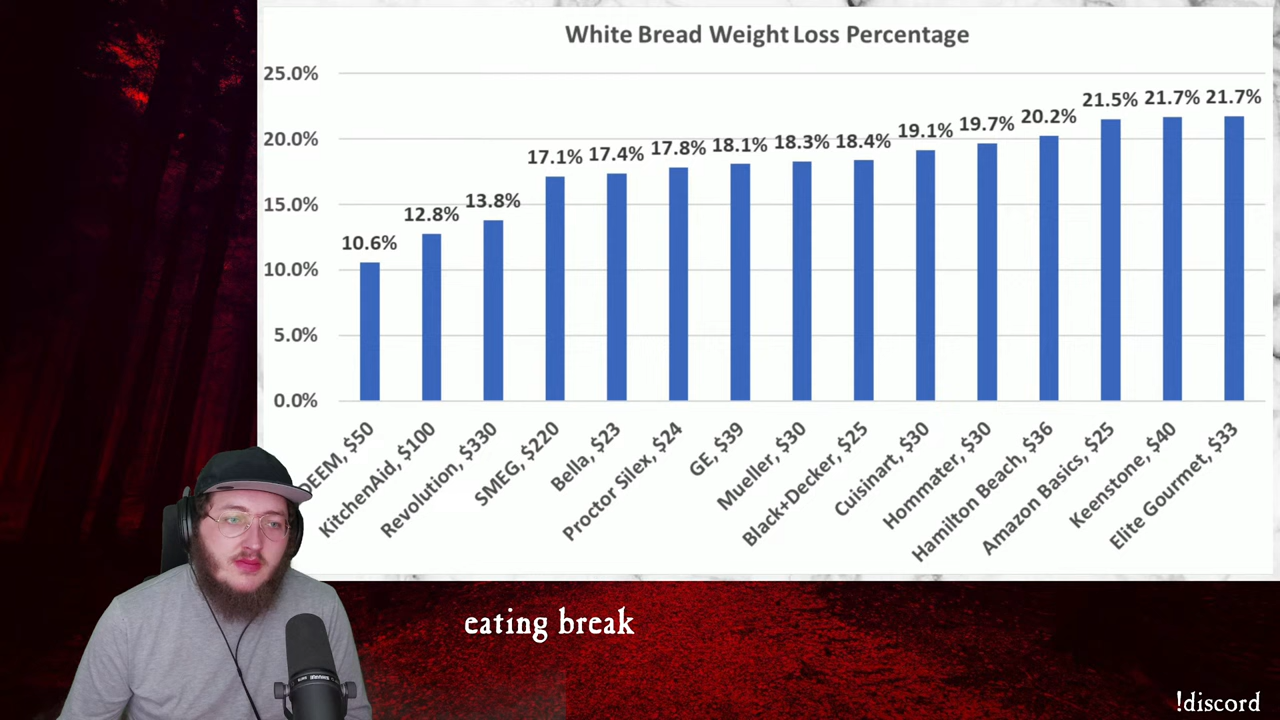 White Bread Weight Loss Percentage
25.0%
20.0%
15.0%
10.0%
5.0%
0.0%
10.6%
12.8%
13.8%
17.1%
17.4%
17.8%
18.1%
18.3%
18.4%
19.1%
19.7%
20.2%
21.5%
21.7%
21.7%
$50
KitchenAid, $100
Revolution, $330
SMEG, $220
Bella, $23
Proctor Silex, $24
GE, $39
Mueller, $30
Black+Decker, $25
Cuisinart, $30
Hommater, $30
Hamilton Beach, $36
Amazon Basics, $25
Keenstone, $40
Elite Gourmet, $33
eating break
!discord